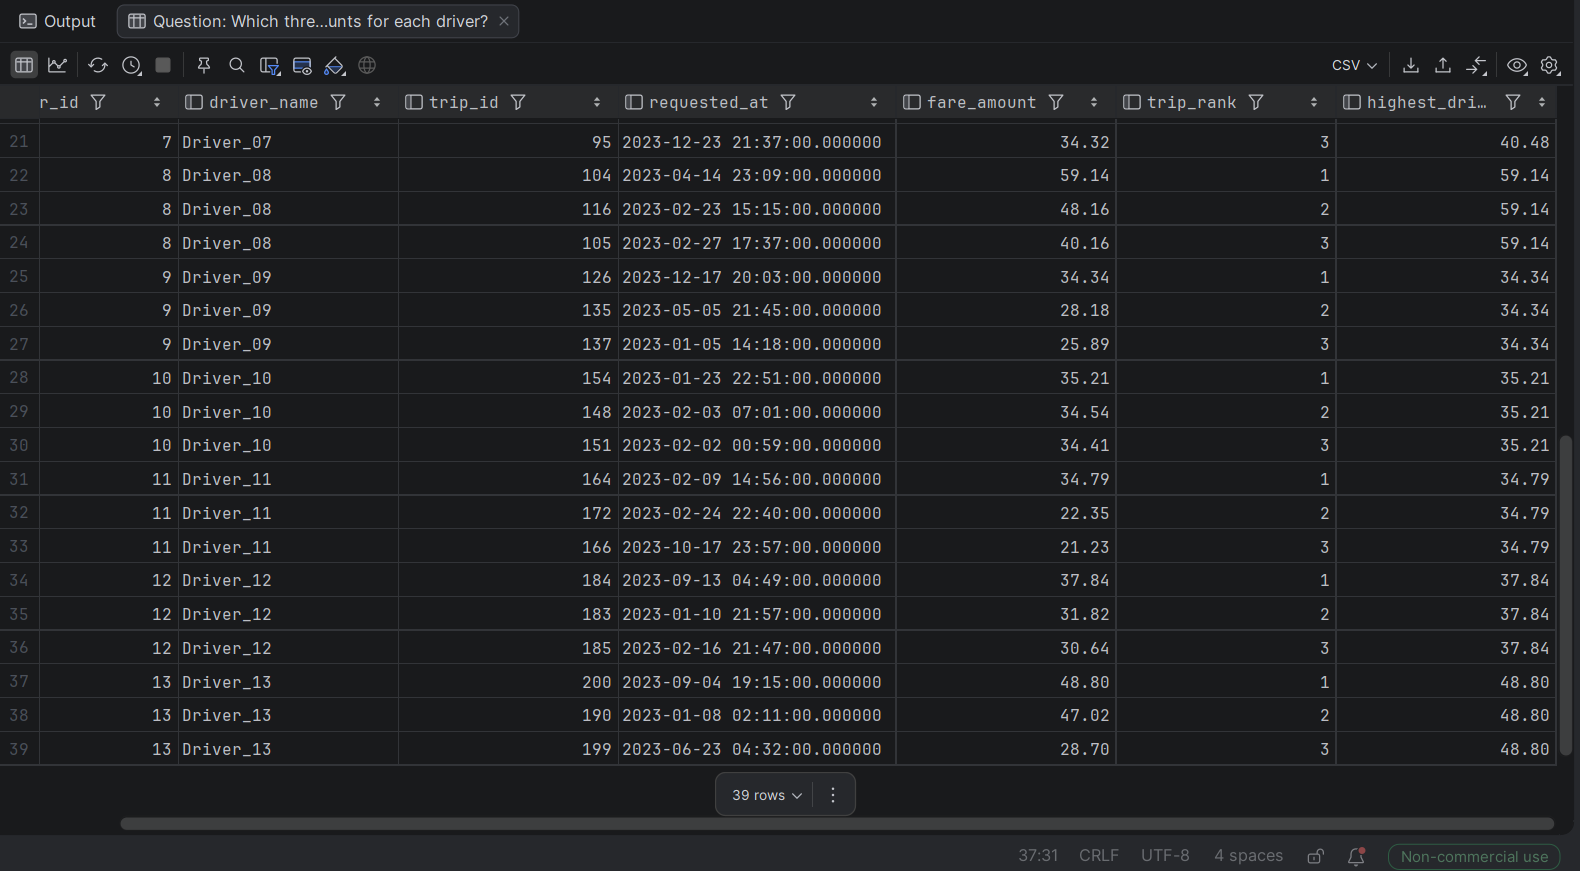 Output Question: Which thre...unts for each driver?
CSV
r_id driver_name trip_id requested_at fare_amount trip_rank highest_dri...
21 7 Driver_07 95 2023-12-23 21:37:00.000000 34.32 3 40.48
22 8 Driver_08 104 2023-04-14 23:09:00.000000 59.14 1 59.14
23 8 Driver_08 116 2023-02-23 15:15:00.000000 48.16 2 59.14
24 8 Driver_08 105 2023-02-27 17:37:00.000000 40.16 3 59.14
25 9 Driver_09 126 2023-12-17 20:03:00.000000 34.34 1 34.34
26 9 Driver_09 135 2023-05-05 21:45:00.000000 28.18 2 34.34
27 9 Driver_09 137 2023-01-05 14:18:00.000000 25.89 3 34.34
28 10 Driver_10 154 2023-01-23 22:51:00.000000 35.21 1 35.21
29 10 Driver_10 148 2023-02-03 07:01:00.000000 34.54 2 35.21
30 10 Driver_10 151 2023-02-02 00:59:00.000000 34.41 3 35.21
31 11 Driver_11 164 2023-02-09 14:56:00.000000 34.79 1 34.79
32 11 Driver_11 172 2023-02-24 22:40:00.000000 22.35 2 34.79
33 11 Driver_11 166 2023-10-17 23:57:00.000000 21.23 3 34.79
34 12 Driver_12 184 2023-09-13 04:49:00.000000 37.84 1 37.84
35 12 Driver_12 183 2023-01-10 21:57:00.000000 31.82 2 37.84
36 12 Driver_12 185 2023-02-16 21:47:00.000000 30.64 3 37.84
37 13 Driver_13 200 2023-09-04 19:15:00.000000 48.80 1 48.80
38 13 Driver_13 190 2023-01-08 02:11:00.000000 47.02 2 48.80
39 13 Driver_13 199 2023-06-23 04:32:00.000000 28.70 3 48.80
39 rows
37:31 CRLF UTF-8 4 spaces Non-commercial use